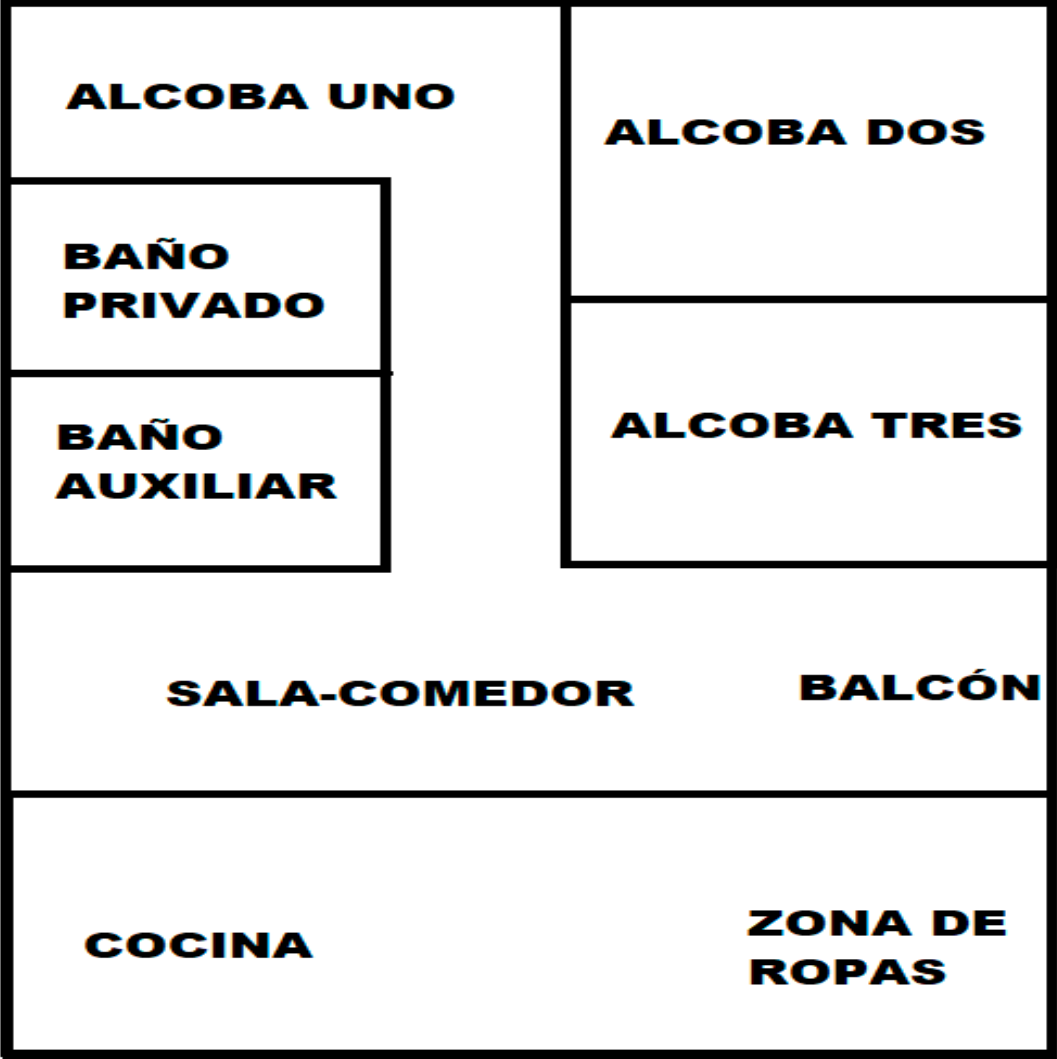 ALCOBA UNO
ALCOBA DOS
BAÑO
PRIVADO
BAÑO
AUXILIAR
ALCOBA TRES
SALA-COMEDOR
BALCÓN
COCINA
ZONA DE
ROPAS